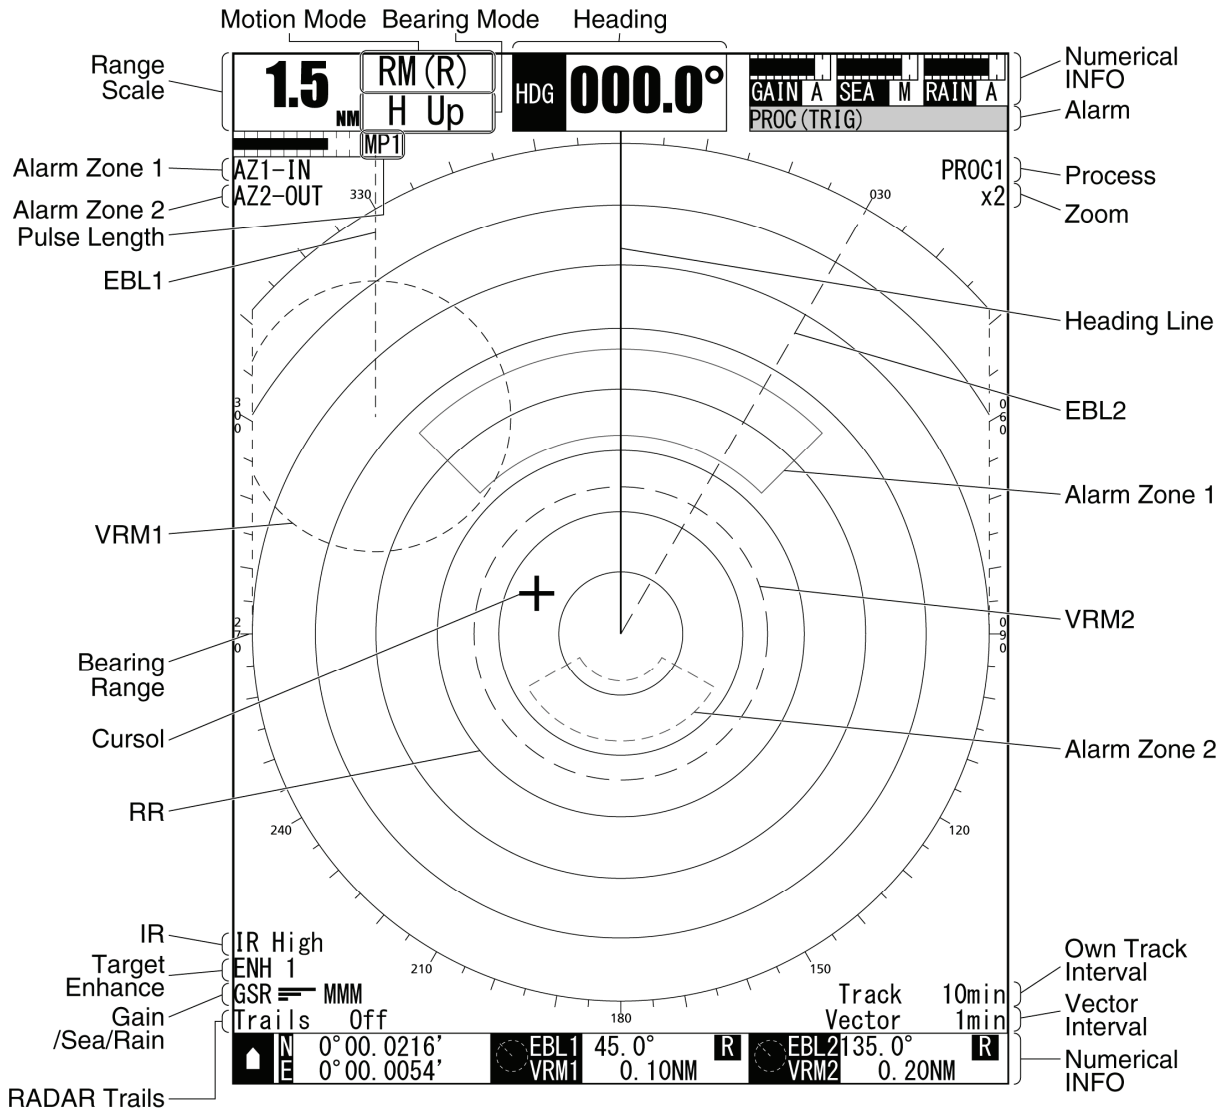 Motion Mode Bearing Mode Heading
Range
Scale
1.5
NM
RM(R)
H Up
HDG 000.0°
GAIN A SEA M RAIN A
PROC(TRIG)
Numerical
INFO
Alarm
MP1
Alarm Zone 1
AZ1-IN
Alarm Zone 2
AZ2-OUT
Pulse Length
EBL1
PROC1
x2
Process
Zoom
330
030
Heading Line
300
060
EBL2
Alarm Zone 1
VRM1
VRM2
270
090
Bearing
Range
Cursol
Alarm Zone 2
RR
240
120
210
150
180
IR
IR High
Target
Enhance
ENH 1
Gain
/Sea/Rain
GSR MMM
Trails Off
RADAR Trails
Track 10min
Vector 1min
Own Track
Interval
Vector
Interval
N 0°00.0216'
E 0°00.0054'
EBL1 45.0° R
VRM1 0.10NM
EBL2 135.0° R
VRM2 0.20NM
Numerical
INFO